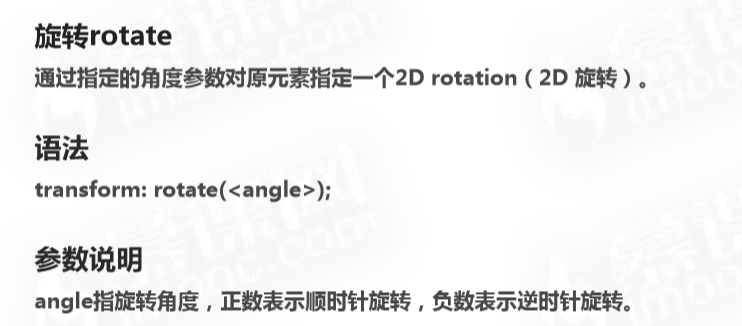 旋转rotate
通过指定的角度参数对原元素指定一个2D rotation（2D 旋转）。
语法
transform: rotate(<angle>);
参数说明
angle指旋转角度，正数表示顺时针旋转，负数表示逆时针旋转。